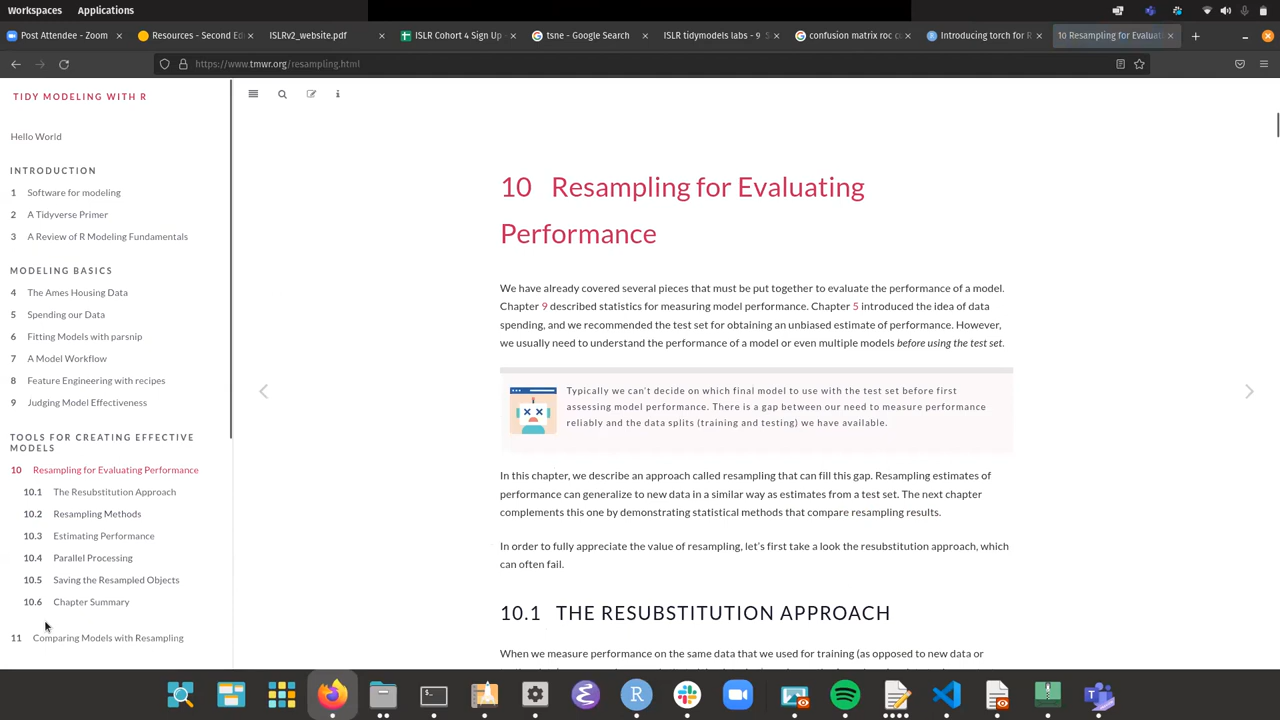 Workspaces Applications
Post Attendee - Zoom
Resources - Second Ed
ISLRv2_website.pdf
ISLR Cohort 4 Sign Up
tsne - Google Search
ISLR tidymodels labs - 9
confusion matrix roc c
Introducing torch for R
10 Resampling for Evaluat
https://www.tmwr.org/resampling.html
TIDY MODELING WITH R
Hello World
INTRODUCTION
1 Software for modeling
2 A Tidyverse Primer
3 A Review of R Modeling Fundamentals
MODELING BASICS
4 The Ames Housing Data
5 Spending our Data
6 Fitting Models with parsnip
7 A Model Workflow
8 Feature Engineering with recipes
9 Judging Model Effectiveness
TOOLS FOR CREATING EFFECTIVE
MODELS
10 Resampling for Evaluating Performance
10.1 The Resubstitution Approach
10.2 Resampling Methods
10.3 Estimating Performance
10.4 Parallel Processing
10.5 Saving the Resampled Objects
10.6 Chapter Summary
11 Comparing Models with Resampling
10 Resampling for Evaluating
Performance
We have already covered several pieces that must be put together to evaluate the performance of a model.
Chapter 9 described statistics for measuring model performance. Chapter 5 introduced the idea of data
spending, and we recommended the test set for obtaining an unbiased estimate of performance. However,
we usually need to understand the performance of a model or even multiple models before using the test set.
Typically we can't decide on which final model to use with the test set before first
assessing model performance. There is a gap between our need to measure performance
reliably and the data splits (training and testing) we have available.
In this chapter, we describe an approach called resampling that can fill this gap. Resampling estimates of
performance can generalize to new data in a similar way as estimates from a test set. The next chapter
complements this one by demonstrating statistical methods that compare resampling results.
In order to fully appreciate the value of resampling, let's first take a look the resubstitution approach, which
can often fail.
10.1 THE RESUBSTITUTION APPROACH
When we measure performance on the same data that we used for training (as opposed to new data or